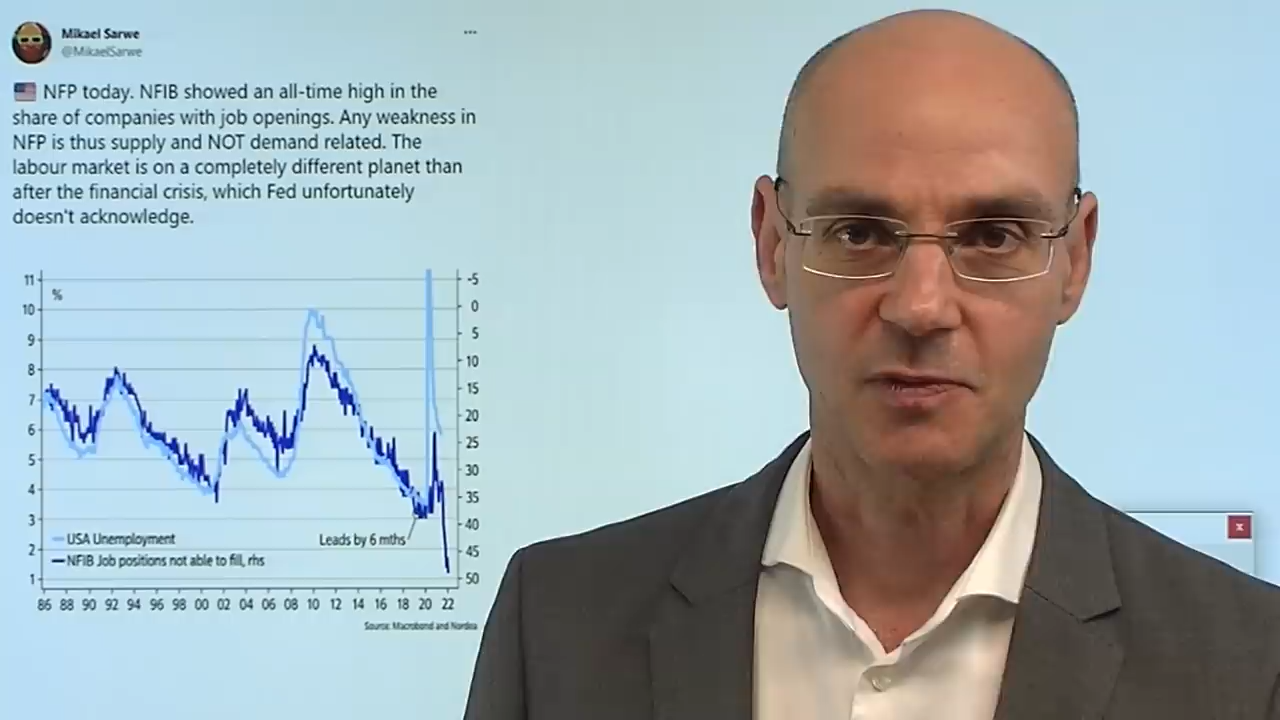 Mikael Sarwe
@MikaelSarwe
NFP today. NFIB showed an all-time high in the
share of companies with job openings. Any weakness in
NFP is thus supply and NOT demand related. The
labour market is on a completely different planet than
after the financial crisis, which Fed unfortunately
doesn't acknowledge.
%
11
10
9
8
7
6
5
4
3
2
1
-5
0
5
10
15
20
25
30
35
40
45
50
USA Unemployment
Leads by 6 mths
NFIB Job positions not able to fill, rhs
86 88 90 92 94 96 98 00 02 04 06 08 10 12 14 16 18 20 22
Source: Macrobond and Nordea
x